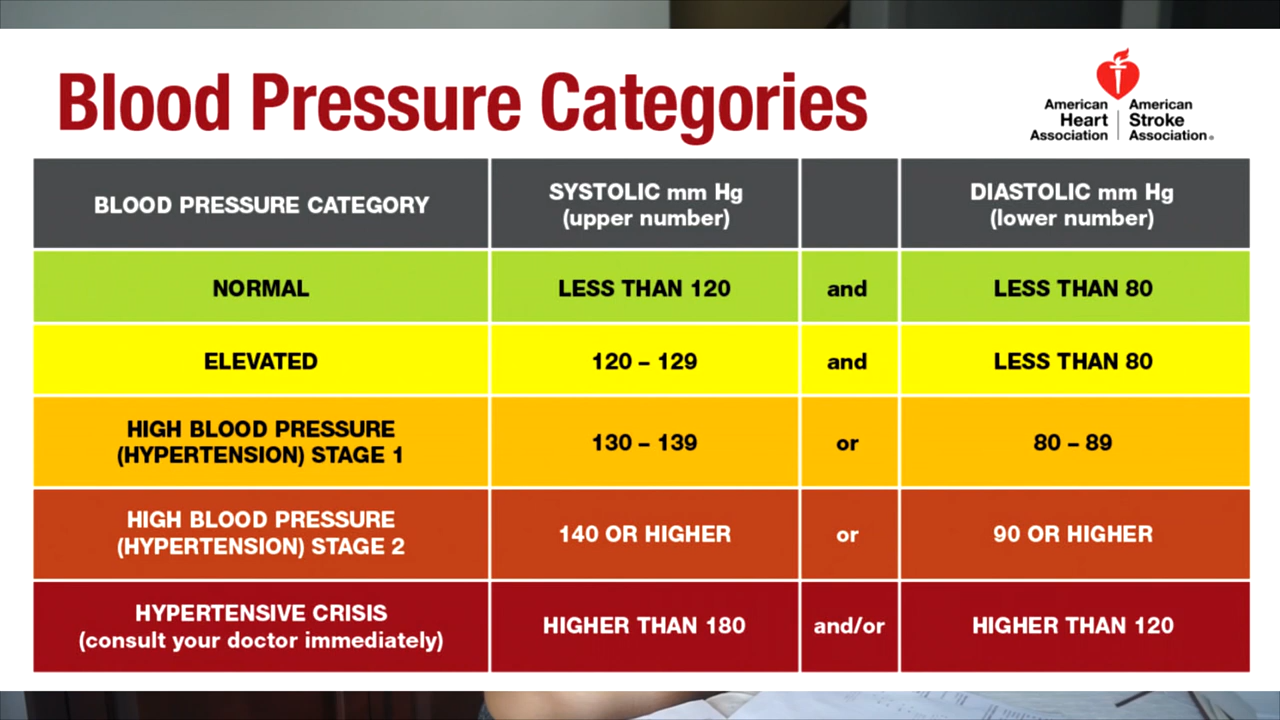 Blood Pressure Categories
American
Heart
Association
American
Stroke
Association®
BLOOD PRESSURE CATEGORY
SYSTOLIC mm Hg
(upper number)
DIASTOLIC mm Hg
(lower number)
NORMAL
LESS THAN 120
and
LESS THAN 80
ELEVATED
120 – 129
and
LESS THAN 80
HIGH BLOOD PRESSURE
(HYPERTENSION) STAGE 1
130 – 139
or
80 – 89
HIGH BLOOD PRESSURE
(HYPERTENSION) STAGE 2
140 OR HIGHER
or
90 OR HIGHER
HYPERTENSIVE CRISIS
(consult your doctor immediately)
HIGHER THAN 180
and/or
HIGHER THAN 120